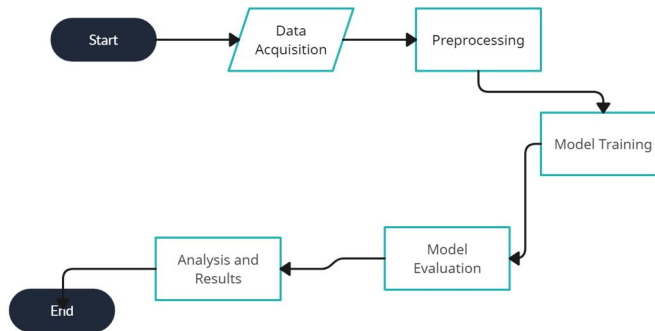 Start
Data
Acquisition
Preprocessing
Model Training
Model
Evaluation
Analysis and
Results
End